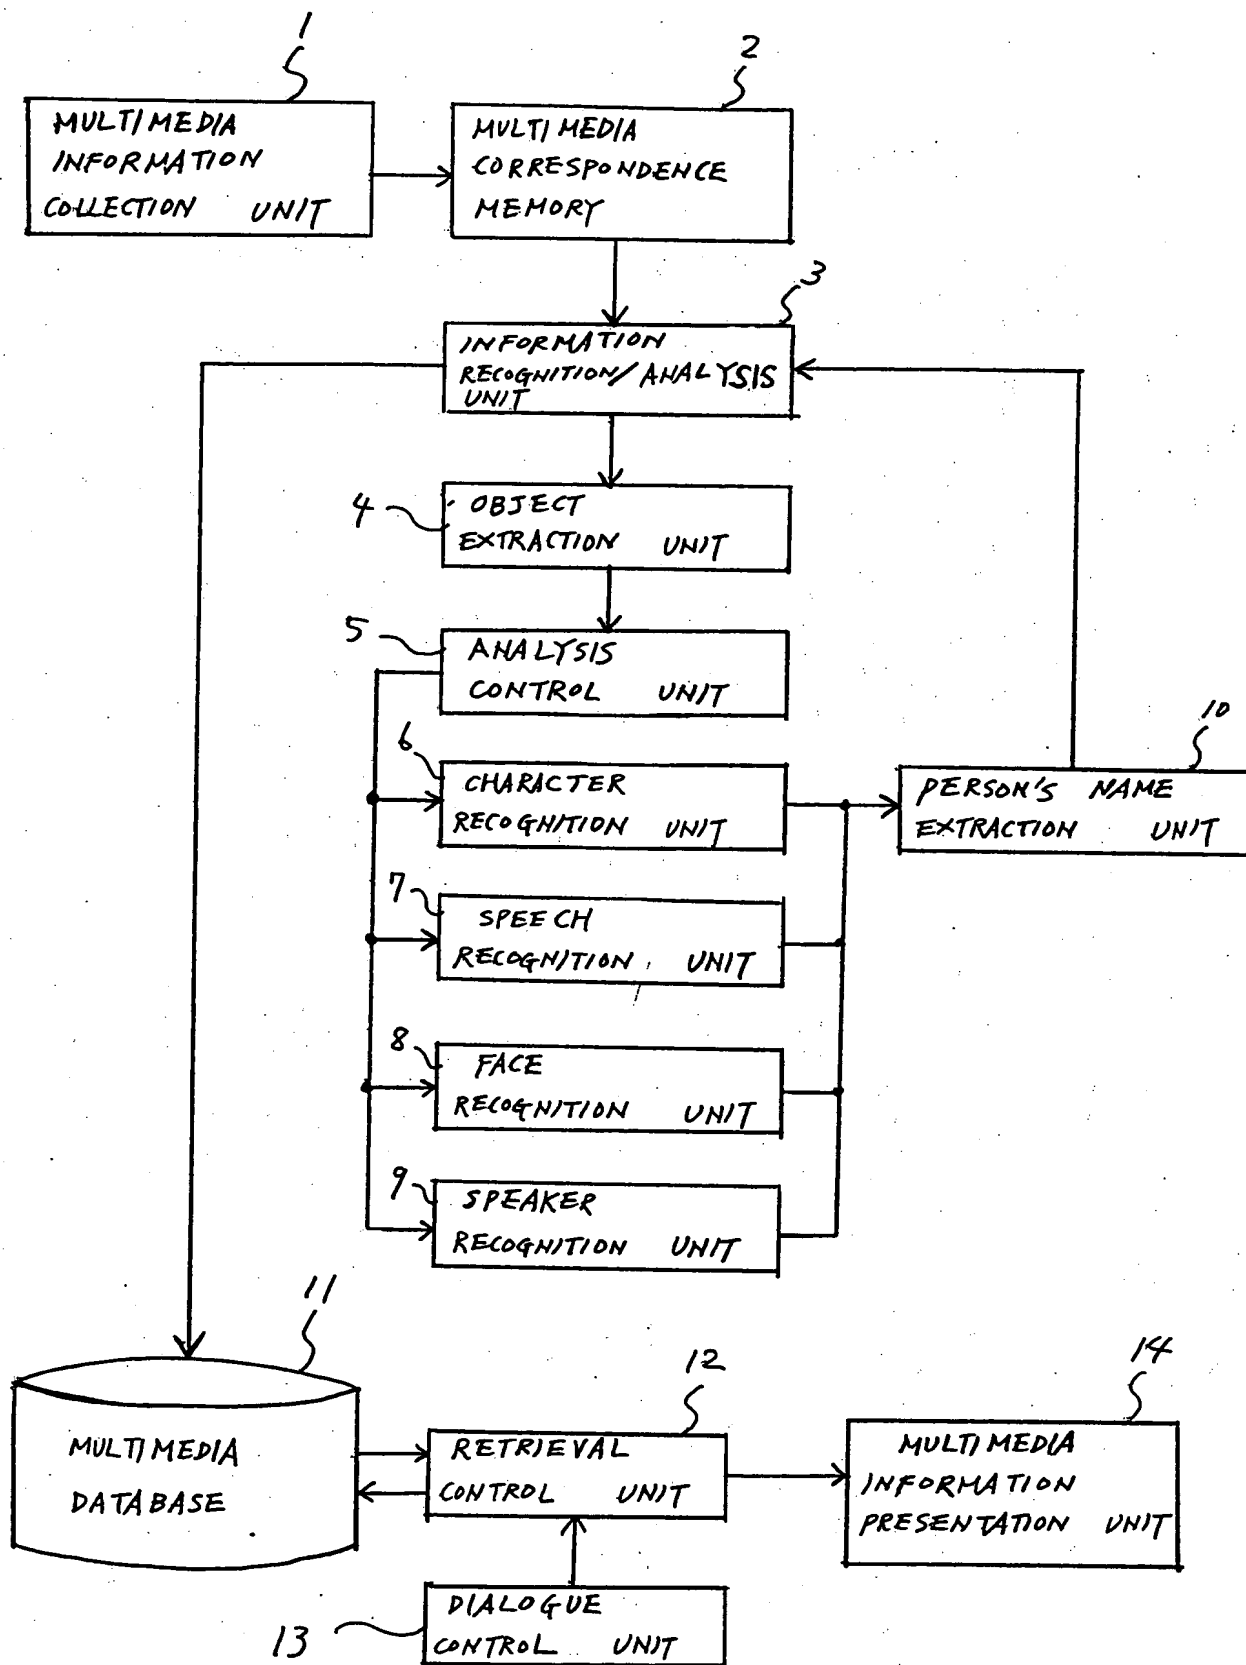 1
MULTIMEDIA
INFORMATION
COLLECTION UNIT
2
MULTIMEDIA
CORRESPONDENCE
MEMORY
3
INFORMATION
RECOGNITION/ANALYSIS
UNIT
4
OBJECT
EXTRACTION UNIT
5
ANALYSIS
CONTROL UNIT
6
CHARACTER
RECOGNITION UNIT
7
SPEECH
RECOGNITION UNIT
8
FACE
RECOGNITION UNIT
9
SPEAKER
RECOGNITION UNIT
10
PERSON'S NAME
EXTRACTION UNIT
11
MULTIMEDIA
DATABASE
12
RETRIEVAL
CONTROL UNIT
13
DIALOGUE
CONTROL UNIT
14
MULTIMEDIA
INFORMATION
PRESENTATION UNIT